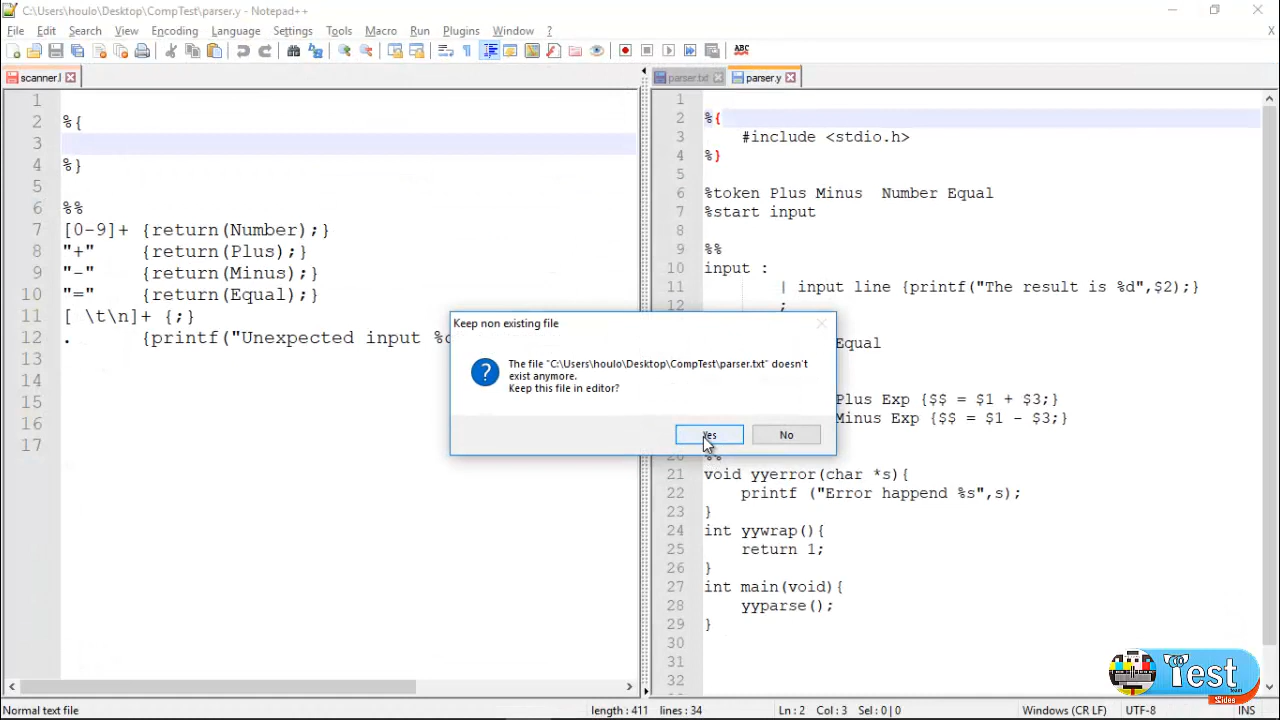 C:\Users\houlo\Desktop\CompTest\parser.y - Notepad++
File Edit Search View Encoding Language Settings Tools Macro Run Plugins Window ? X
ABC
scanner.l
1
2 %{
3
4 %}
5
6 %%
7 [0-9]+ {return(Number);}
8 "+" {return(Plus);}
9 "-" {return(Minus);}
10 "=" {return(Equal);}
11 [ \t\n]+ {;}
12 . {printf("Unexpected input
13
14
15
16
17
parser.txt parser.y
1
2 %{
3 #include <stdio.h>
4 %}
5
6 %token Plus Minus  Number Equal
7 %start input
8
9 %%
10 input :
11 | input line {printf("The result is %d",$2);}
12 ;
Equal
Plus Exp {$$ = $1 + $3;}
Minus Exp {$$ = $1 - $3;}
20 %%
21 void yyerror(char *s){
22 printf ("Error happend %s",s);
23 }
24 int yywrap(){
25 return 1;
26 }
27 int main(void){
28 yyparse();
29 }
30
31
32
Keep non existing file
The file "C:\Users\houlo\Desktop\CompTest\parser.txt" doesn't
exist anymore.
Keep this file in editor?
Yes No
Test
team
Slides
Normal text file length : 411 lines : 34 Ln : 2 Col : 3 Sel : 0 | 0 Windows (CR LF) UTF-8 INS